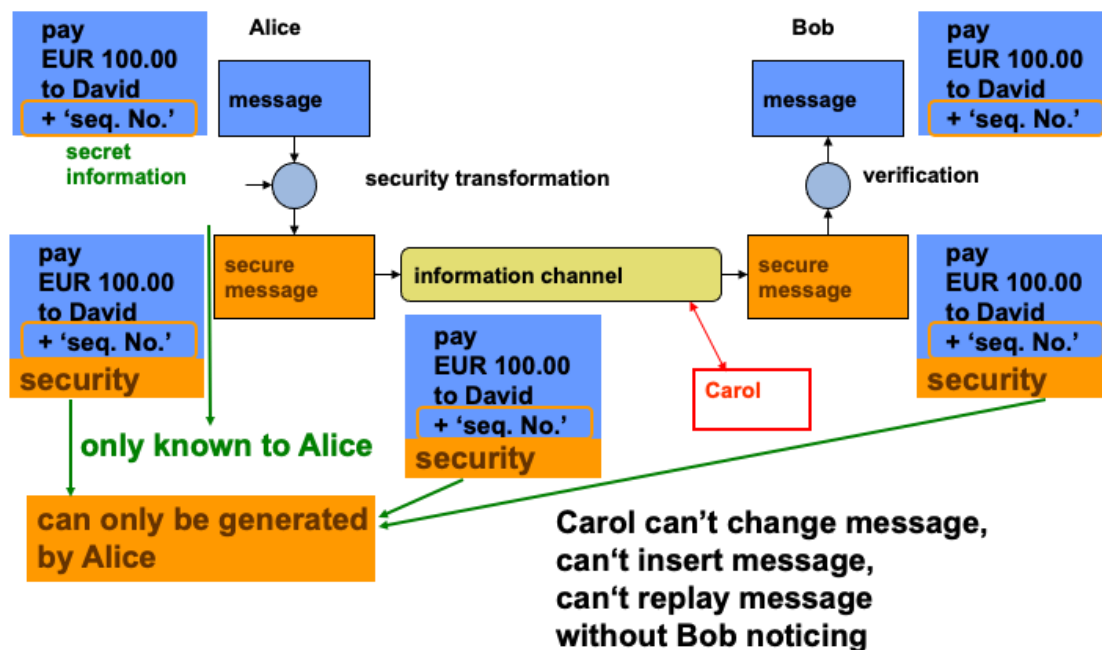 pay
EUR 100.00
to David
+ ‘seq. No.’
Alice
message
Bob
message
pay
EUR 100.00
to David
+ ‘seq. No.’
secret
information
security transformation
verification
pay
EUR 100.00
to David
+ ‘seq. No.’
security
secure
message
information channel
secure
message
pay
EUR 100.00
to David
+ ‘seq. No.’
security
pay
EUR 100.00
to David
+ ‘seq. No.’
security
Carol
only known to Alice
can only be generated
by Alice
Carol can’t change message,
can‘t insert message,
can‘t replay message
without Bob noticing